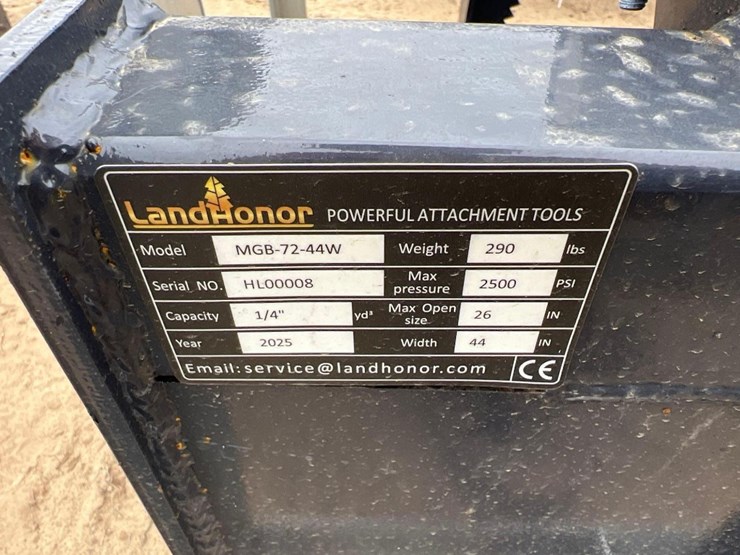 LandHonor POWERFUL ATTACHMENT TOOLS
Model MGB-72-44W Weight 290 lbs
Serial NO. HL00008 Max pressure 2500 PSI
Capacity 1/4" yd³ Max Open size 26 IN
Year 2025 Width 44 IN
Email: service@landhonor.com CE